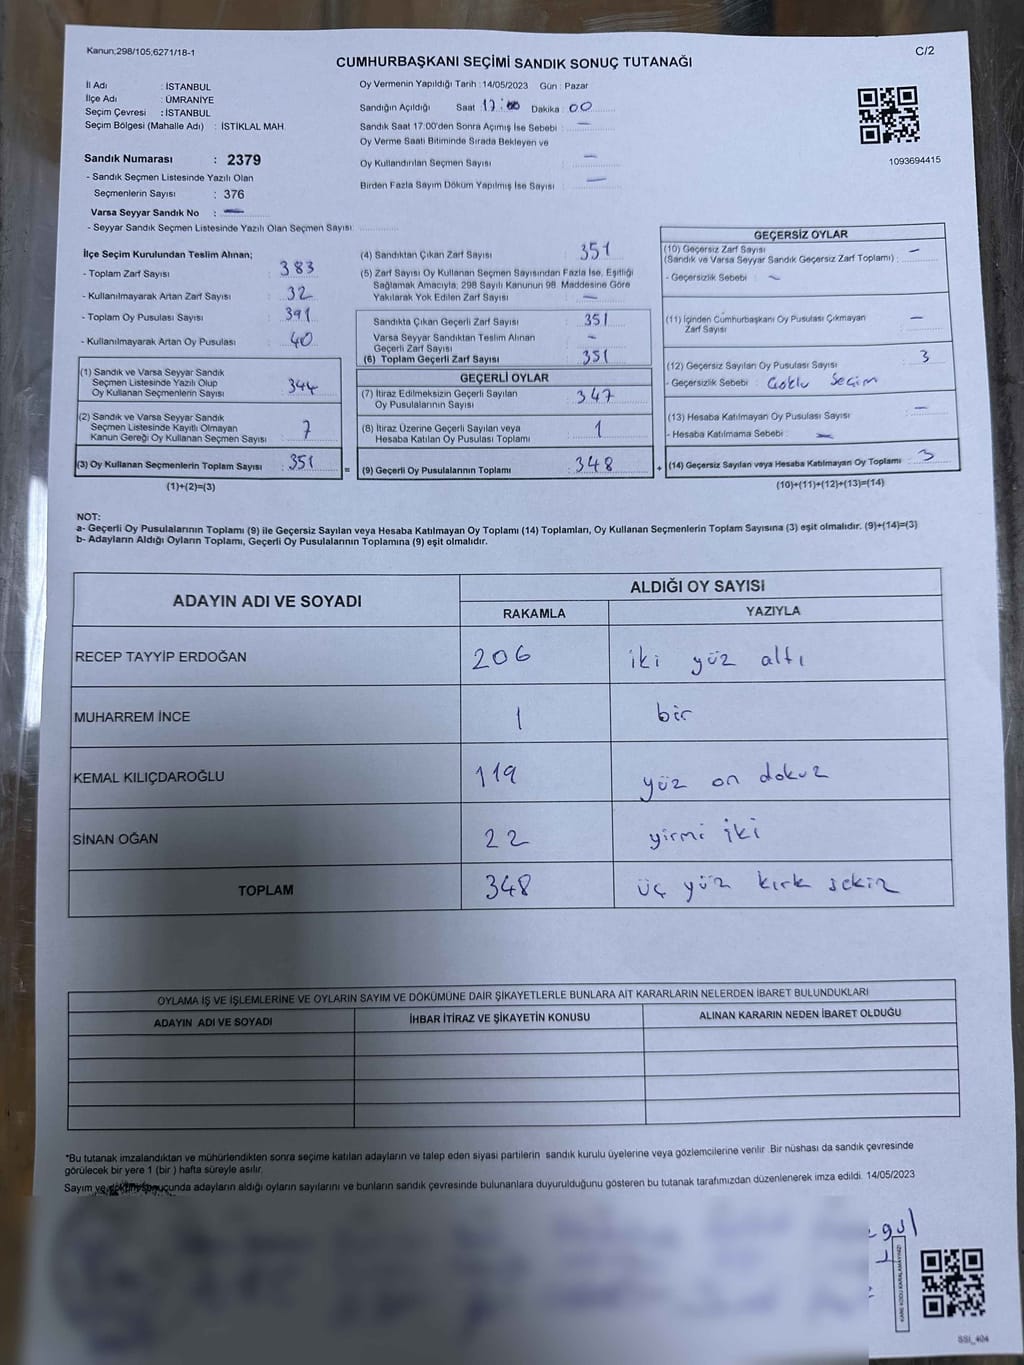 Kanun;298/105;6271/18-1
C/2
CUMHURBAŞKANI SEÇİMİ SANDIK SONUÇ TUTANAĞI
İl Adı : İSTANBUL
İlçe Adı : ÜMRANİYE
Seçim Çevresi : İSTANBUL
Seçim Bölgesi (Mahalle Adı) : İSTİKLAL MAH.
Sandık Numarası : 2379
- Sandık Seçmen Listesinde Yazılı Olan
Seçmenlerin Sayısı : 376
Varsa Seyyar Sandık No : —
- Seyyar Sandık Seçmen Listesinde Yazılı Olan Seçmen Sayısı:
Oy Vermenin Yapıldığı Tarih : 14/05/2023 Gün : Pazar
Sandığın Açıldığı Saat 17:00 Dakika : 00
Sandık Saat 17:00'den Sonra Açımış İse Sebebi : —
Oy Verme Saati Bitiminde Sırada Bekleyen ve
Oy Kullandırılan Seçmen Sayısı : —
Birden Fazla Sayım Döküm Yapılmış İse Sayısı : —
1093694415
İlçe Seçim Kurulundan Teslim Alınan;
- Toplam Zarf Sayısı : 383
- Kullanılmayarak Artan Zarf Sayısı : 32
- Toplam Oy Pusulası Sayısı : 391
- Kullanılmayarak Artan Oy Pusulası : 40
(1) Sandık ve Varsa Seyyar Sandık
Seçmen Listesinde Yazılı Olup
Oy Kullanan Seçmenlerin Sayısı : 344
(2) Sandık ve Varsa Seyyar Sandık
Seçmen Listesinde Kayıtlı Olmayan
Kanun Gereği Oy Kullanan Seçmen Sayısı : 7
(3) Oy Kullanan Seçmenlerin Toplam Sayısı : 351 =
(1)+(2)=(3)
(4) Sandıktan Çıkan Zarf Sayısı : 351
(5) Zarf Sayısı Oy Kullanan Seçmen Sayısından Fazla İse, Eşitliği
Sağlamak Amacıyla; 298 Sayılı Kanunun 98. Maddesine Göre
Yakılarak Yok Edilen Zarf Sayısı : —
Sandıkta Çıkan Geçerli Zarf Sayısı : 351
Varsa Seyyar Sandıktan Teslim Alınan
Geçerli Zarf Sayısı : —
(6) Toplam Geçerli Zarf Sayısı : 351
GEÇERLİ OYLAR
(7) İtiraz Edilmeksizin Geçerli Sayılan
Oy Pusulalarının Sayısı : 347
(8) İtiraz Üzerine Geçerli Sayılan veya
Hesaba Katılan Oy Pusulası Toplamı : 1
(9) Geçerli Oy Pusulalarının Toplamı : 348 +
GEÇERSİZ OYLAR
(10) Geçersiz Zarf Sayısı —
(Sandık ve Varsa Seyyar Sandık Geçersiz Zarf Toplamı) :
- Geçersizlik Sebebi : —
(11) İçinden Cumhurbaşkanı Oy Pusulası Çıkmayan —
Zarf Sayısı
(12) Geçersiz Sayılan Oy Pusulası Sayısı : 3
- Geçersizlik Sebebi : Çoklu Seçim
(13) Hesaba Katılmayan Oy Pusulası Sayısı : —
- Hesaba Katılmama Sebebi : —
(14) Geçersiz Sayılan veya Hesaba Katılmayan Oy Toplamı : 3
(10)+(11)+(12)+(13)=(14)
NOT:
a- Geçerli Oy Pusulalarının Toplamı (9) ile Geçersiz Sayılan veya Hesaba Katılmayan Oy Toplamı (14) Toplamları, Oy Kullanan Seçmenlerin Toplam Sayısına (3) eşit olmalıdır. (9)+(14)=(3)
b- Adayların Aldığı Oyların Toplamı, Geçerli Oy Pusulalarının Toplamına (9) eşit olmalıdır.
ADAYIN ADI VE SOYADI
ALDIĞI OY SAYISI
RAKAMLA YAZIYLA
RECEP TAYYİP ERDOĞAN 206 iki yüz altı
MUHARREM İNCE 1 bir
KEMAL KILIÇDAROĞLU 119 yüz on dokuz
SİNAN OĞAN 22 yirmi iki
TOPLAM 348 üç yüz kırk sekiz
OYLAMA İŞ VE İŞLEMLERİNE VE OYLARIN SAYIM VE DÖKÜMÜNE DAİR ŞİKAYETLERLE BUNLARA AİT KARARLARIN NELERDEN İBARET BULUNDUKLARI
ADAYIN ADI VE SOYADI İHBAR İTİRAZ VE ŞİKAYETİN KONUSU ALINAN KARARIN NEDEN İBARET OLDUĞU
*Bu tutanak imzalandıktan ve mühürlendikten sonra seçime katılan adayların ve talep eden siyasi partilerin sandık kurulu üyelerine veya gözlemcilerine verilir. Bir nüshası da sandık çevresinde
görülecek bir yere 1 (bir ) hafta süreyle asılır.
Sayım ve adayların aldığı oyların sayılarını ve bunların sandık çevresinde bulunanlara duyurulduğunu gösteren bu tutanak tarafımızdan düzenlenerek imza edildi. 14/05/2023
KARE KODU KARALAMAYINIZ!
SSI_404